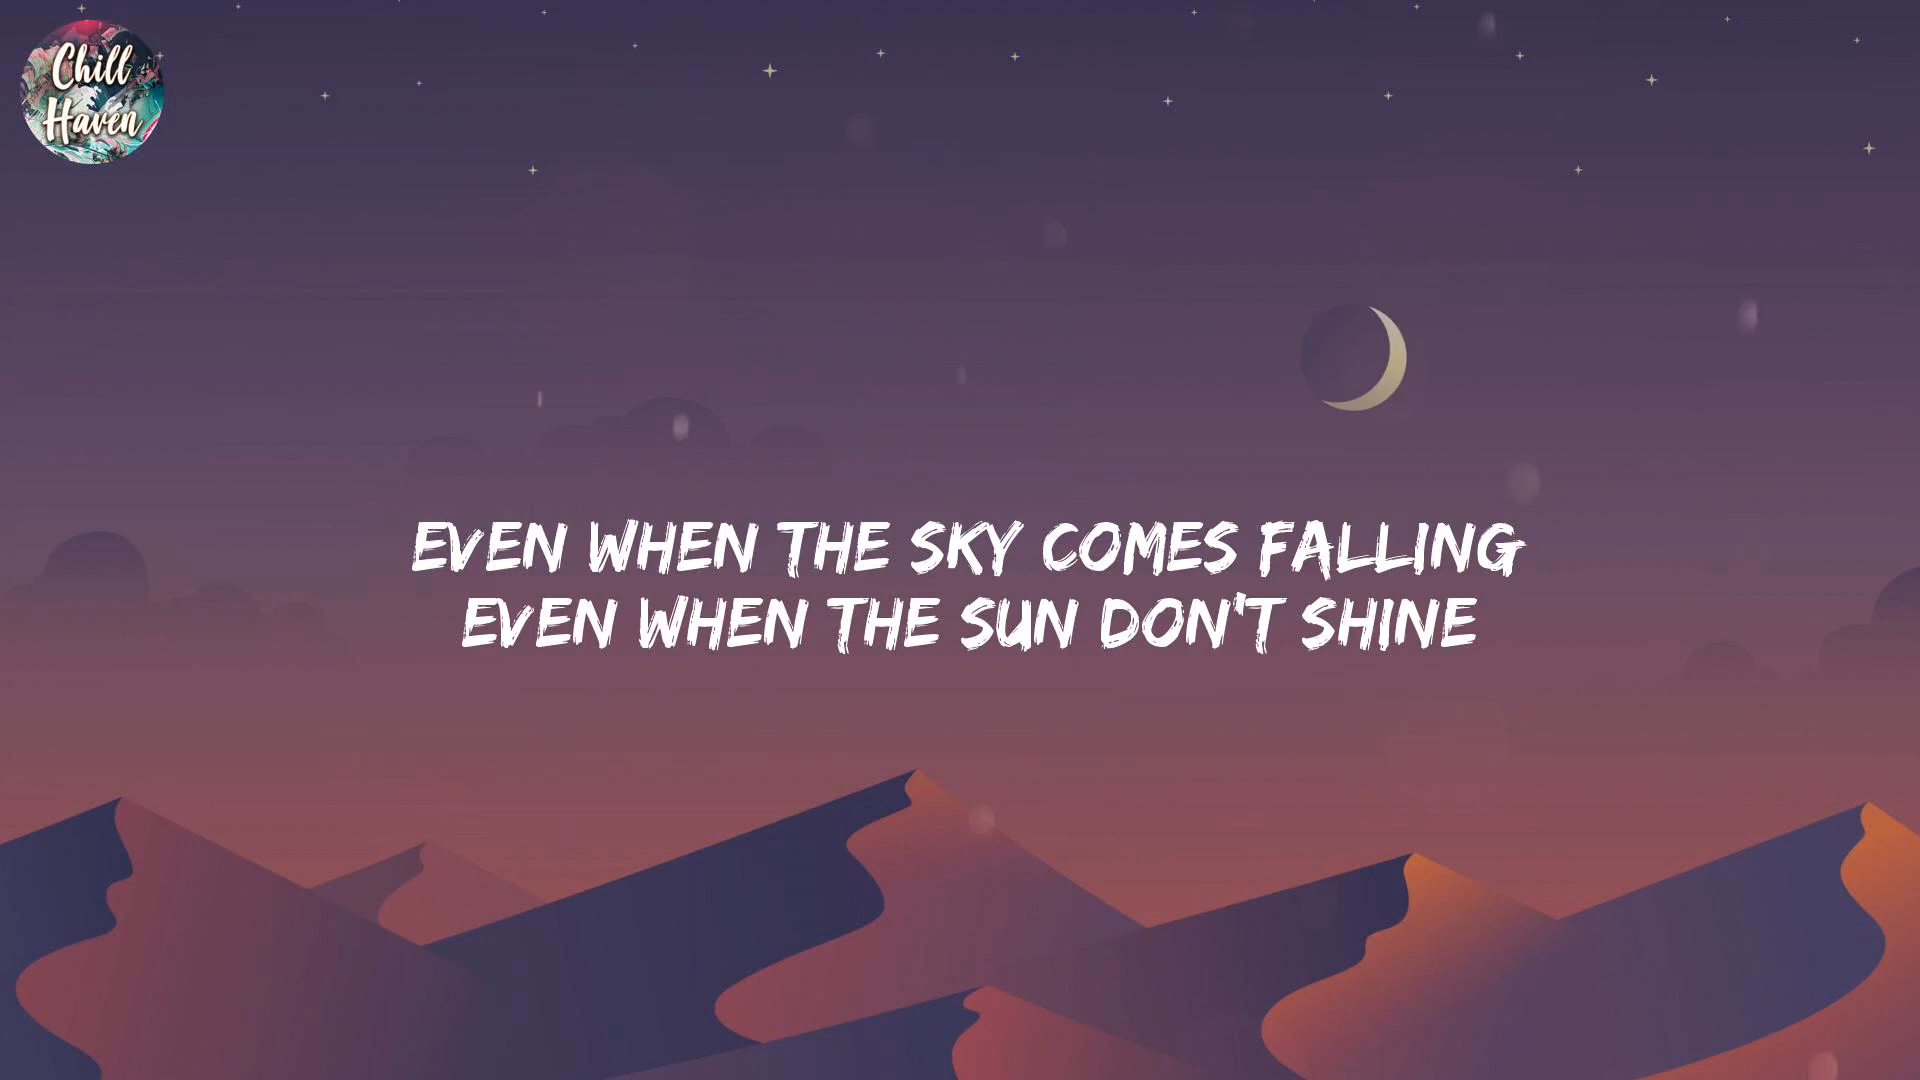 Chill
Haven
EVEN WHEN THE SKY COMES FALLING
EVEN WHEN THE SUN DON'T SHINE